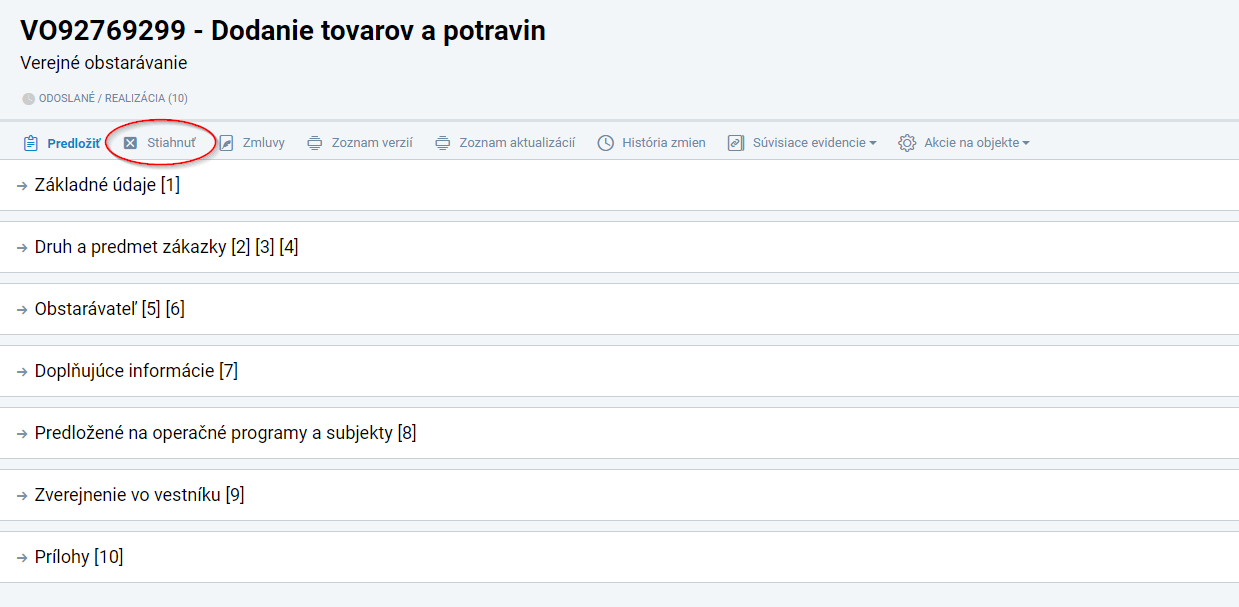 VO92769299 - Dodanie tovarov a potravin
Verejné obstarávanie
ODOSLANÉ / REALIZÁCIA (10)
Predložiť Stiahnuť Zmluvy Zoznam verzií Zoznam aktualizácií História zmien Súvisiace evidencie Akcie na objekte
Základné údaje [1]
Druh a predmet zákazky [2] [3] [4]
Obstarávateľ [5] [6]
Doplňujúce informácie [7]
Predložené na operačné programy a subjekty [8]
Zverejnenie vo vestníku [9]
Prílohy [10]